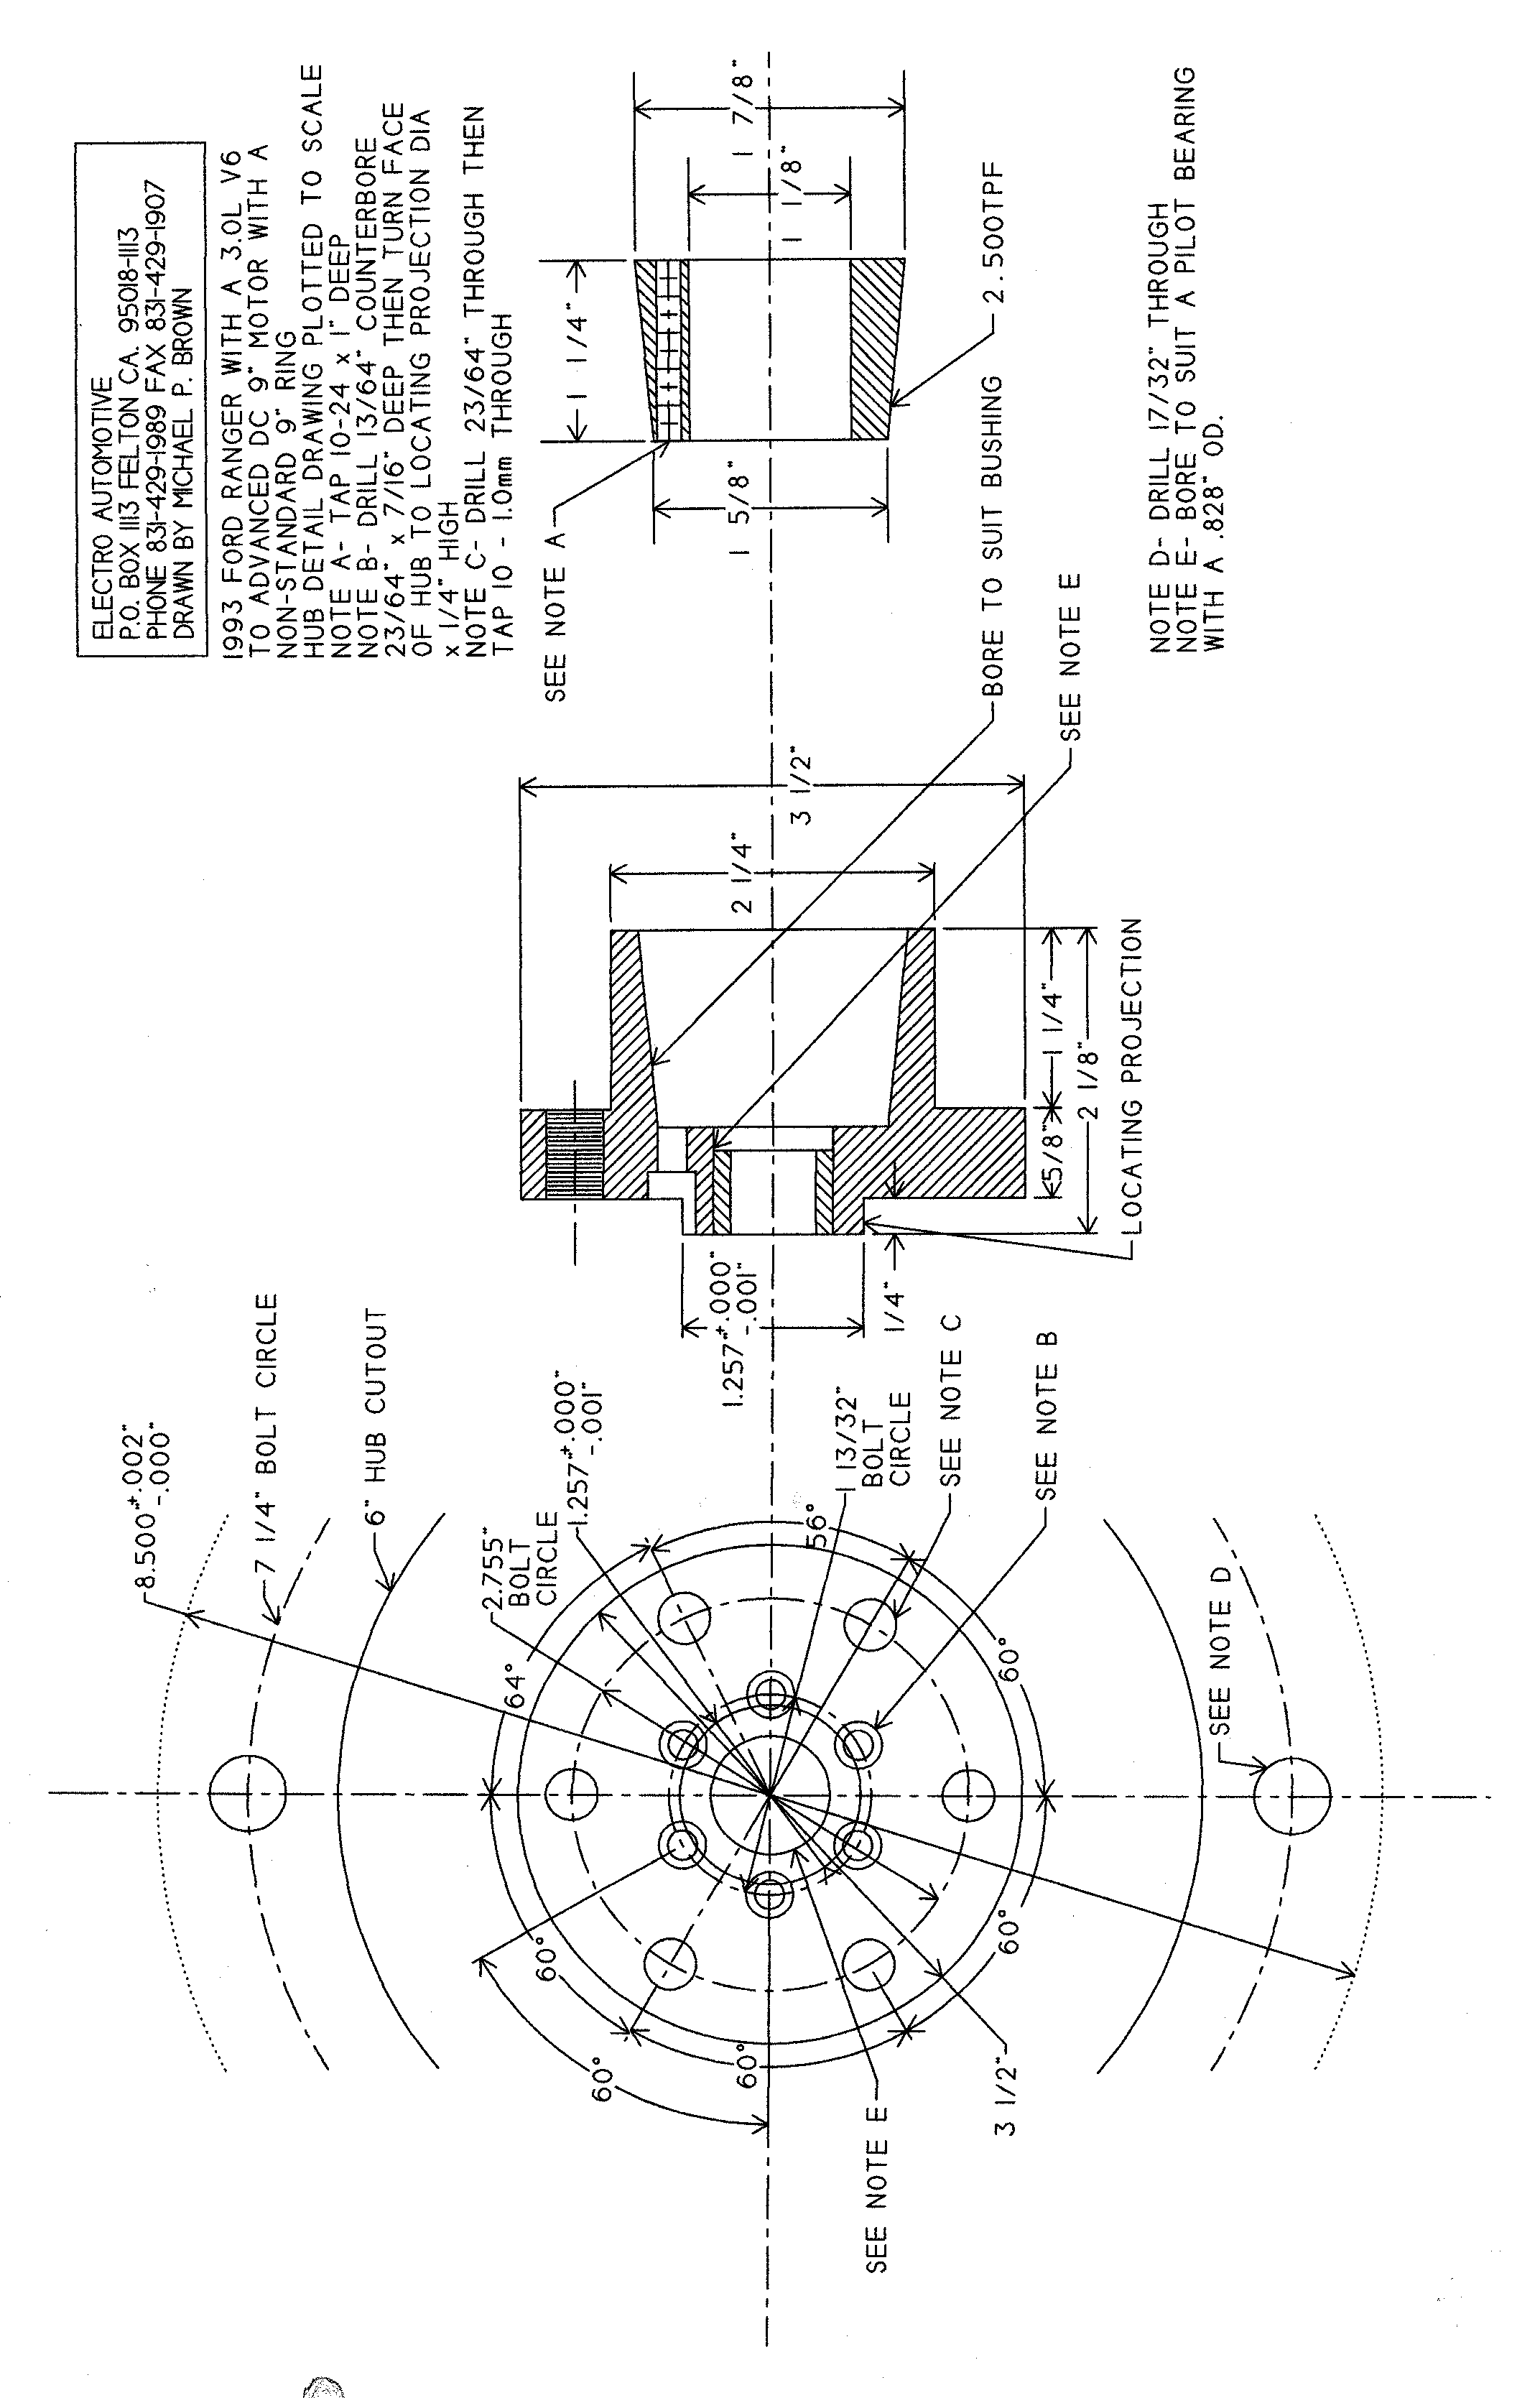 ELECTRO AUTOMOTIVE
P.O. BOX 1113 FELTON CA. 95018-1113
PHONE 831-429-1989 FAX 831-429-1907
DRAWN BY MICHAEL P. BROWN
1993 FORD RANGER WITH A 3.0L V6
TO ADVANCED DC 9" MOTOR WITH A
NON-STANDARD 9" RING
HUB DETAIL DRAWING PLOTTED TO SCALE
NOTE A- TAP 10-24 x 1" DEEP
NOTE B- DRILL 13/64" COUNTERBORE
23/64" x 7/16" DEEP THEN TURN FACE
OF HUB TO LOCATING PROJECTION DIA
x 1/4" HIGH
NOTE C- DRILL 23/64" THROUGH THEN
TAP 10 - 1.0mm THROUGH
8.500" +.002"
-.000"
7 1/4" BOLT CIRCLE
6" HUB CUTOUT
2.755"
BOLT
CIRCLE
1.257" +.000"
-.001"
64°
56°
60°
60°
60°
60°
60°
1 13/32"
BOLT
CIRCLE
SEE NOTE C
SEE NOTE B
SEE NOTE D
SEE NOTE E
3 1/2"
1.257" +.000"
-.001"
1/4"
3 1/2"
2 1/4"
5/8"
1 1/4"
2 1/8"
LOCATING PROJECTION
BORE TO SUIT BUSHING
SEE NOTE E
SEE NOTE A
1 1/4"
1 5/8"
1 1/8"
1 7/8"
2.500TPF
NOTE D- DRILL 17/32" THROUGH
NOTE E- BORE TO SUIT A PILOT BEARING
WITH A .828" OD.